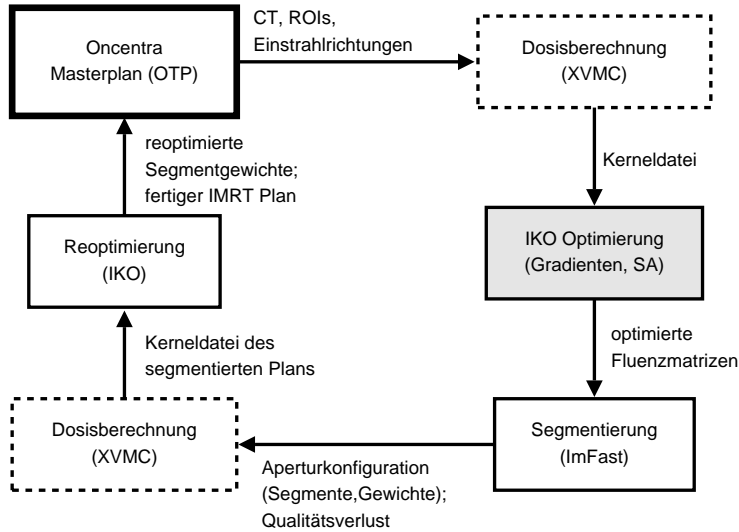 Oncentra
Masterplan (OTP)
CT, ROIs,
Einstrahlrichtungen
Dosisberechnung
(XVMC)
Kerneldatei
IKO Optimierung
(Gradienten, SA)
optimierte
Fluenzmatrizen
Segmentierung
(ImFast)
Aperturkonfiguration
(Segmente,Gewichte);
Qualitätsverlust
Dosisberechnung
(XVMC)
Kerneldatei des
segmentierten Plans
Reoptimierung
(IKO)
reoptimierte
Segmentgewichte;
fertiger IMRT Plan